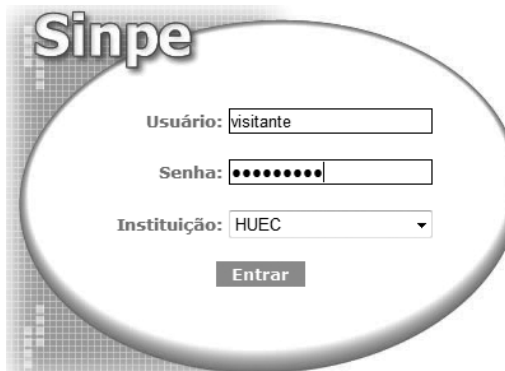 Sinpe
Usuário: visitante
Senha: ●●●●●●●●●
Instituição: HUEC
Entrar